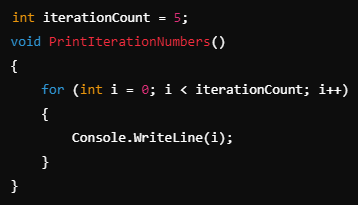 int iterationCount = 5;
void PrintIterationNumbers()
{
    for (int i = 0; i < iterationCount; i++)
    {
        Console.WriteLine(i);
    }
}